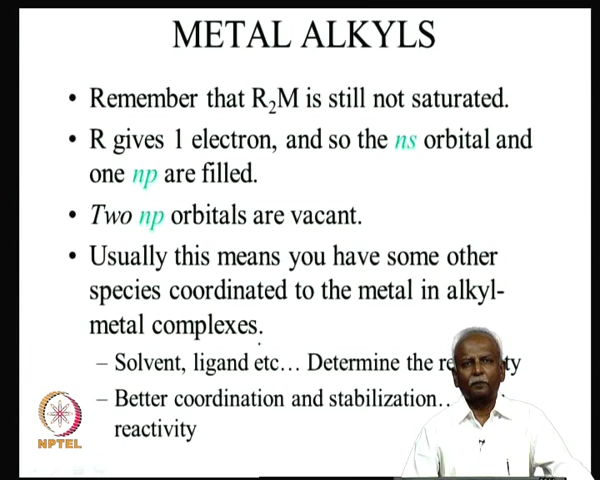 METAL ALKYLS
• Remember that R₂M is still not saturated.
• R gives 1 electron, and so the ns orbital and
one np are filled.
• Two np orbitals are vacant.
• Usually this means you have some other
species coordinated to the metal in alkyl-
metal complexes.
– Solvent, ligand etc… Determine the
– Better coordination and stabilization..
reactivity
NPTEL